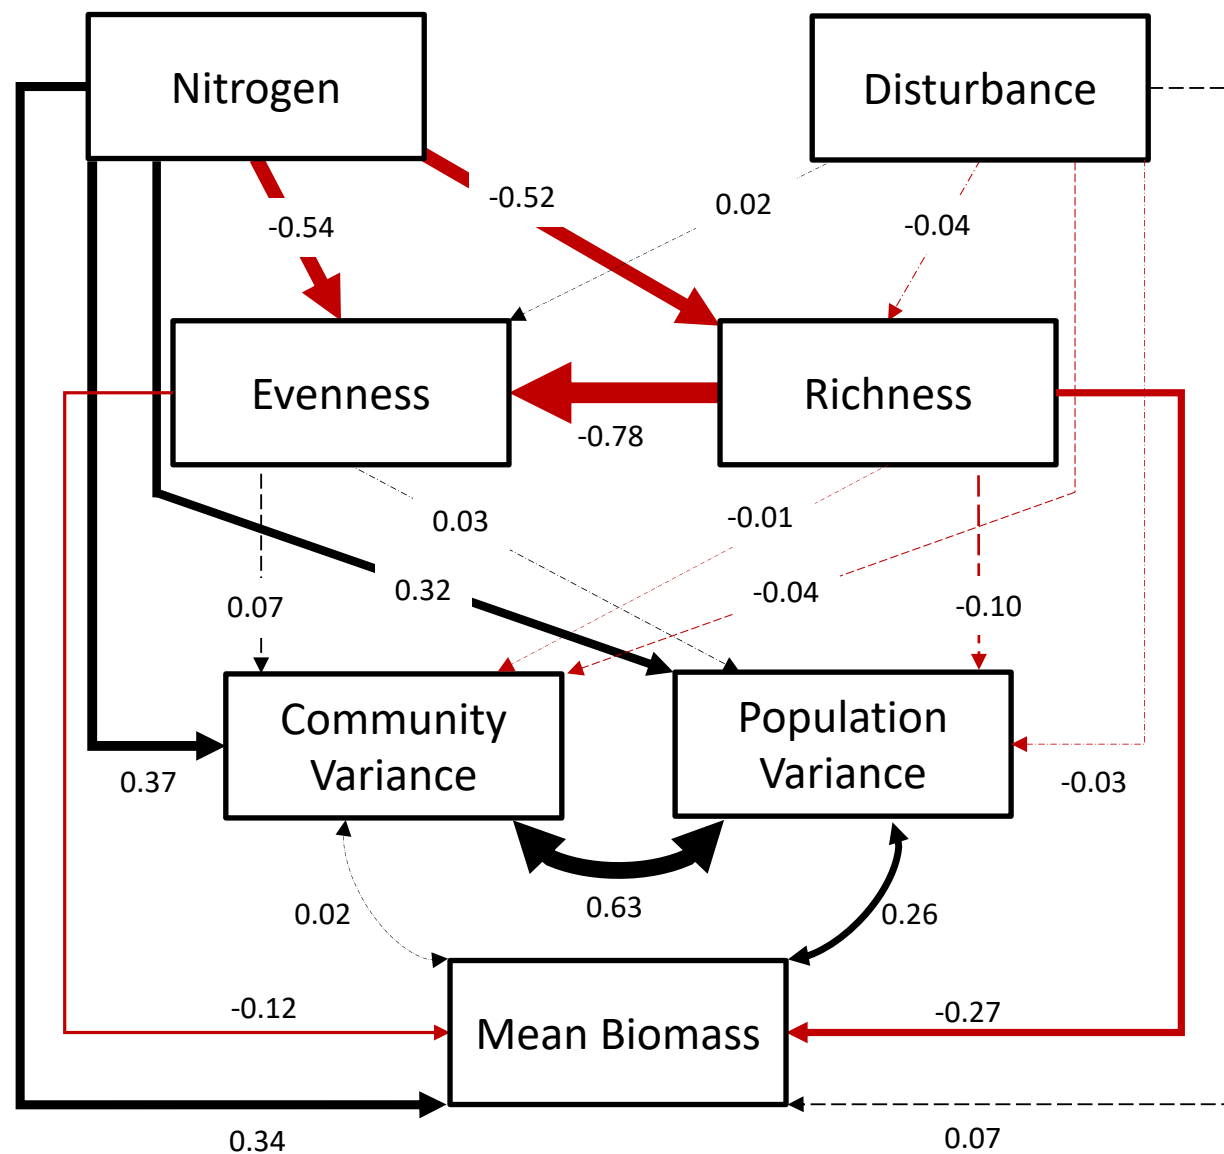 Nitrogen
Disturbance
-0.52
0.02
-0.54
-0.04
Evenness
Richness
-0.78
0.03
-0.01
0.32
-0.04
0.07
-0.10
Community
Variance
Population
Variance
0.37
-0.03
0.63
0.02
0.26
-0.12
-0.27
Mean Biomass
0.34
0.07